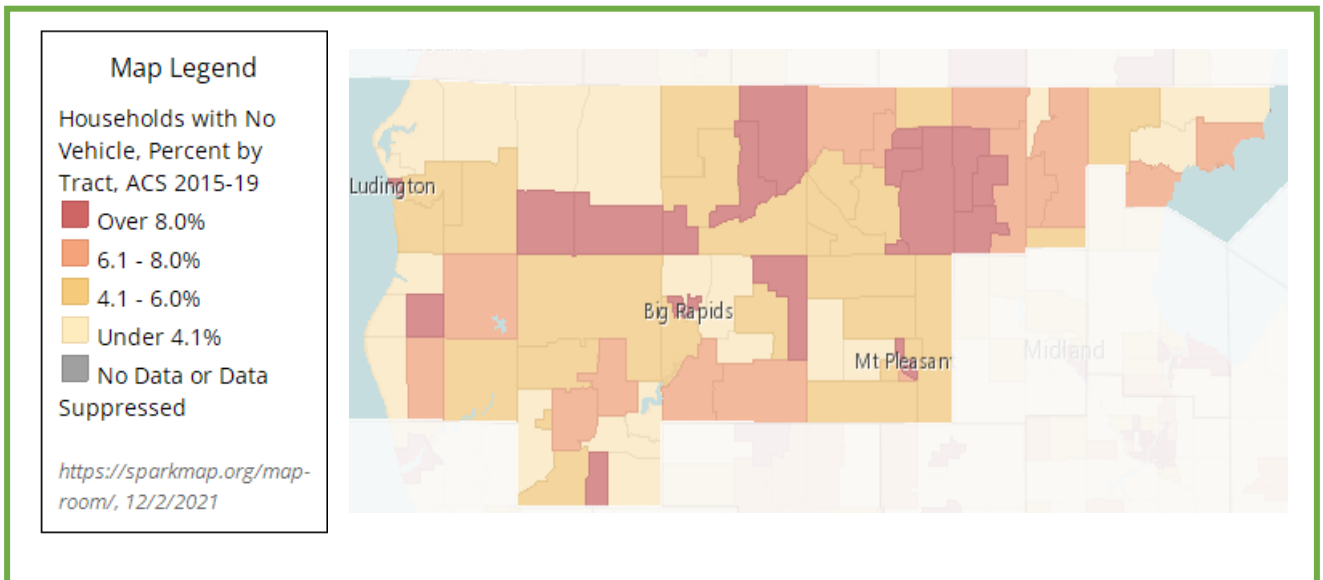 Map Legend
Households with No
Vehicle, Percent by
Tract, ACS 2015-19
Over 8.0%
6.1 - 8.0%
4.1 - 6.0%
Under 4.1%
No Data or Data
Suppressed
https://sparkmap.org/map-
room/, 12/2/2021
Ludington
Big Rapids
Mt Pleasant
Midland